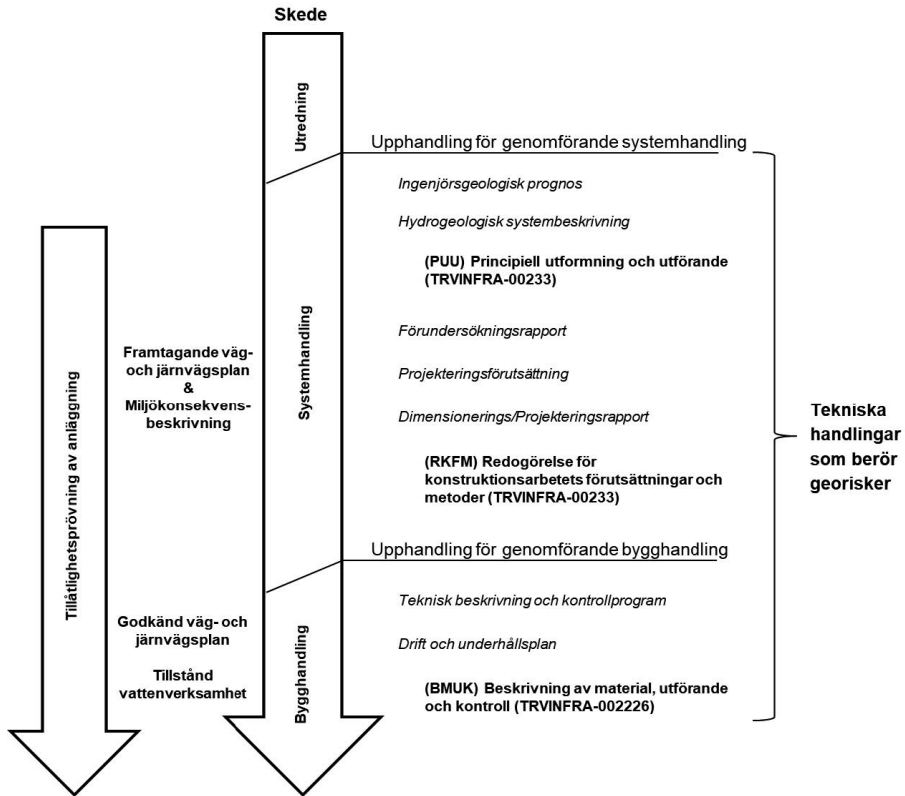 Skede
Utredning
Upphandling för genomförande systemhandling
Ingenjörsgeologisk prognos
Hydrogeologisk systembeskrivning
(PUU) Principiell utformning och utförande
(TRVINFRA-00233)
Systemhandling
Förundersökningsrapport
Projekteringsförutsättning
Dimensionerings/Projekteringsrapport
(RKFM) Redogörelse för
konstruktionsarbetets förutsättningar och
metoder (TRVINFRA-00233)
Tillåtlighetsprövning av anläggning
Framtagande väg-
och järnvägsplan
&
Miljökonsekvens-
beskrivning
Upphandling för genomförande bygghandling
Teknisk beskrivning och kontrollprogram
Drift och underhållsplan
(BMUK) Beskrivning av material, utförande
och kontroll (TRVINFRA-002226)
Bygghandling
Godkänd väg- och
järnvägsplan
Tillstånd
vattenverksamhet
Tekniska
handlingar
som berör
georisker